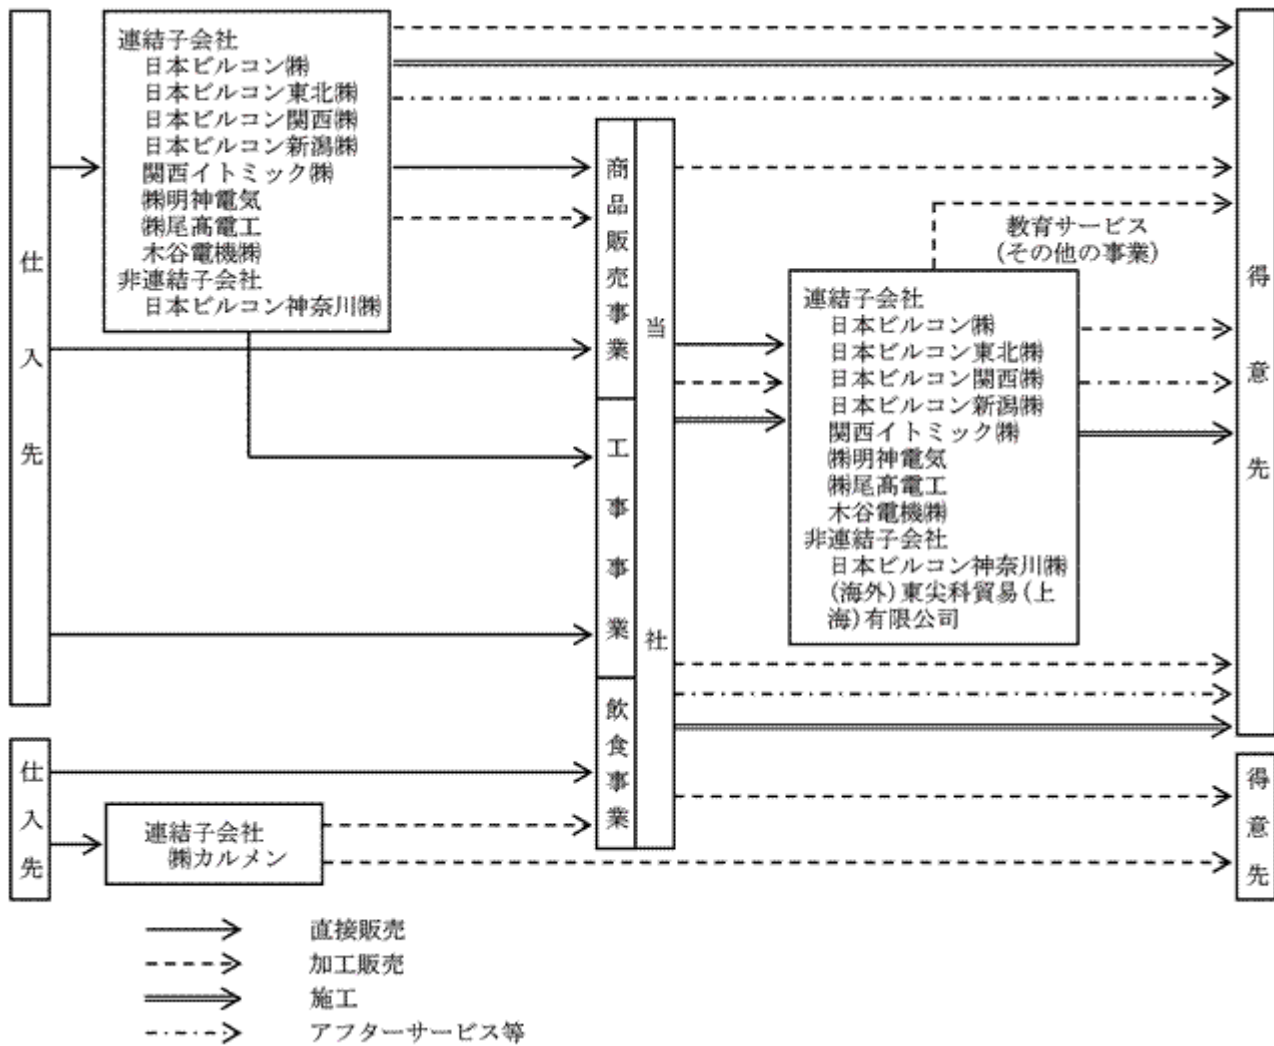 仕入先
連結子会社
日本ビルコン㈱
日本ビルコン東北㈱
日本ビルコン関西㈱
日本ビルコン新潟㈱
関西イトミック㈱
㈱明神電気
㈱尾髙電工
木谷電機㈱
非連結子会社
日本ビルコン神奈川㈱
商品販売事業
工事事業
飲食事業
当社
教育サービス
(その他の事業)
連結子会社
日本ビルコン㈱
日本ビルコン東北㈱
日本ビルコン関西㈱
日本ビルコン新潟㈱
関西イトミック㈱
㈱明神電気
㈱尾髙電工
木谷電機㈱
非連結子会社
日本ビルコン神奈川㈱
(海外)東尖科貿易(上
海)有限公司
得意先
仕入先
連結子会社
㈱カルメン
得意先
直接販売
加工販売
施工
アフターサービス等